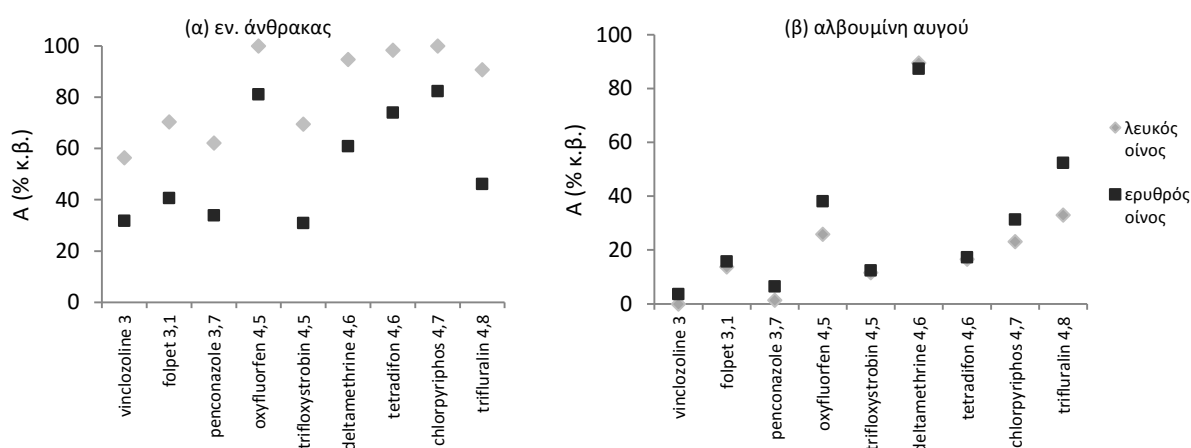 (α) εν. άνθρακας
A (% κ.β.)
100
80
60
40
20
0
vinclozoline 3
folpet 3,1
penconazole 3,7
oxyfluorfen 4,5
trifloxystrobin 4,5
deltamethrine 4,6
tetradifon 4,6
chlorpyriphos 4,7
trifluralin 4,8
(β) αλβουμίνη αυγού
A (% κ.β.)
100
80
60
40
20
0
vinclozoline 3
folpet 3,1
penconazole 3,7
oxyfluorfen 4,5
trifloxystrobin 4,5
deltamethrine 4,6
tetradifon 4,6
chlorpyriphos 4,7
trifluralin 4,8
λευκός
οίνος
ερυθρός
οίνος